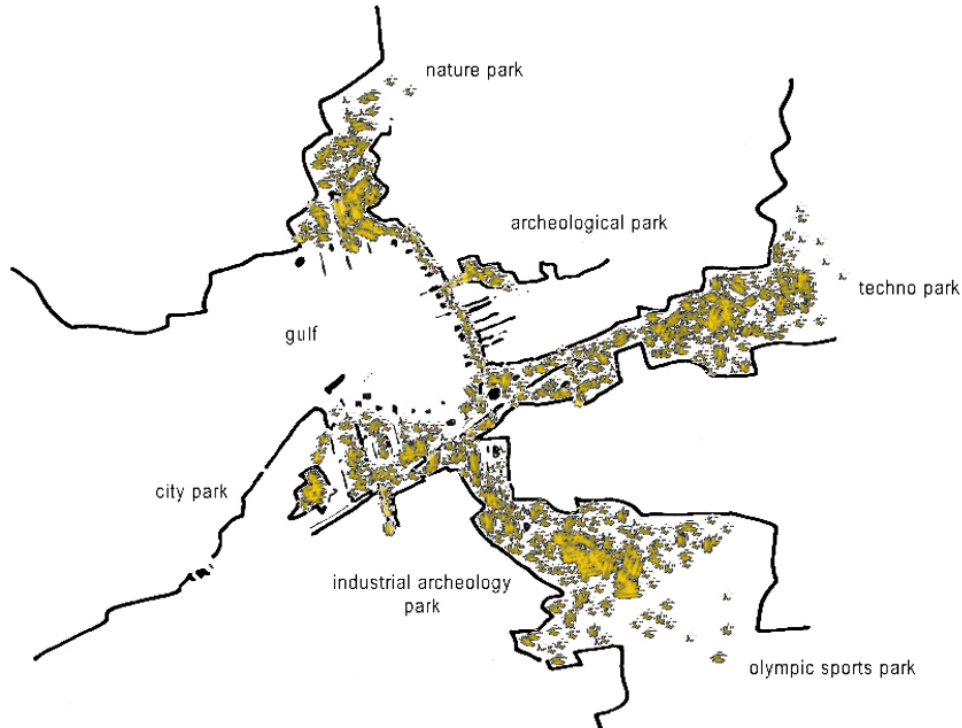 nature park
archeological park
techno park
gulf
city park
industrial archeology
park
olympic sports park